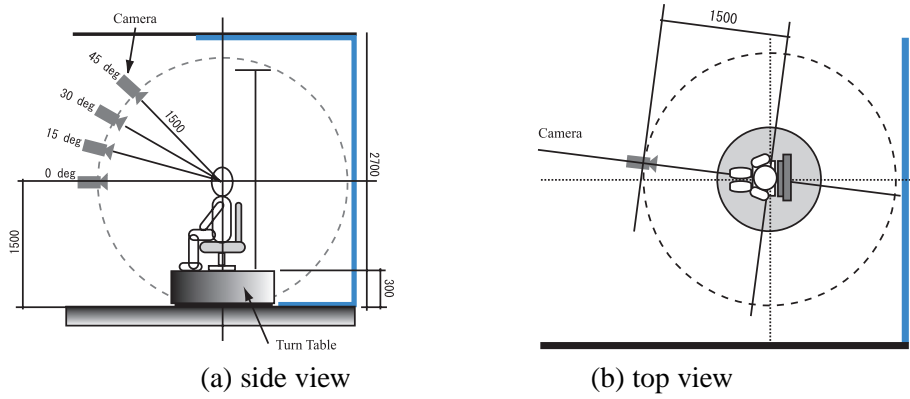 Camera
45 deg
30 deg
15 deg
0 deg
1500
1500
2700
300
Turn Table
(a) side view
1500
Camera
(b) top view